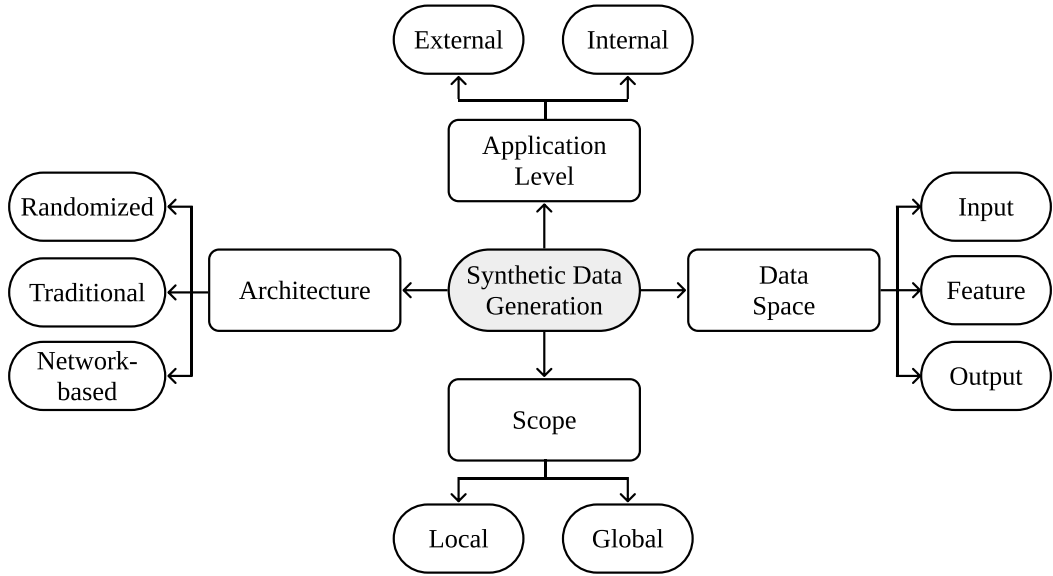 External
Internal
Application
Level
Randomized
Traditional
Network-
based
Architecture
Synthetic Data
Generation
Data
Space
Input
Feature
Output
Scope
Local
Global